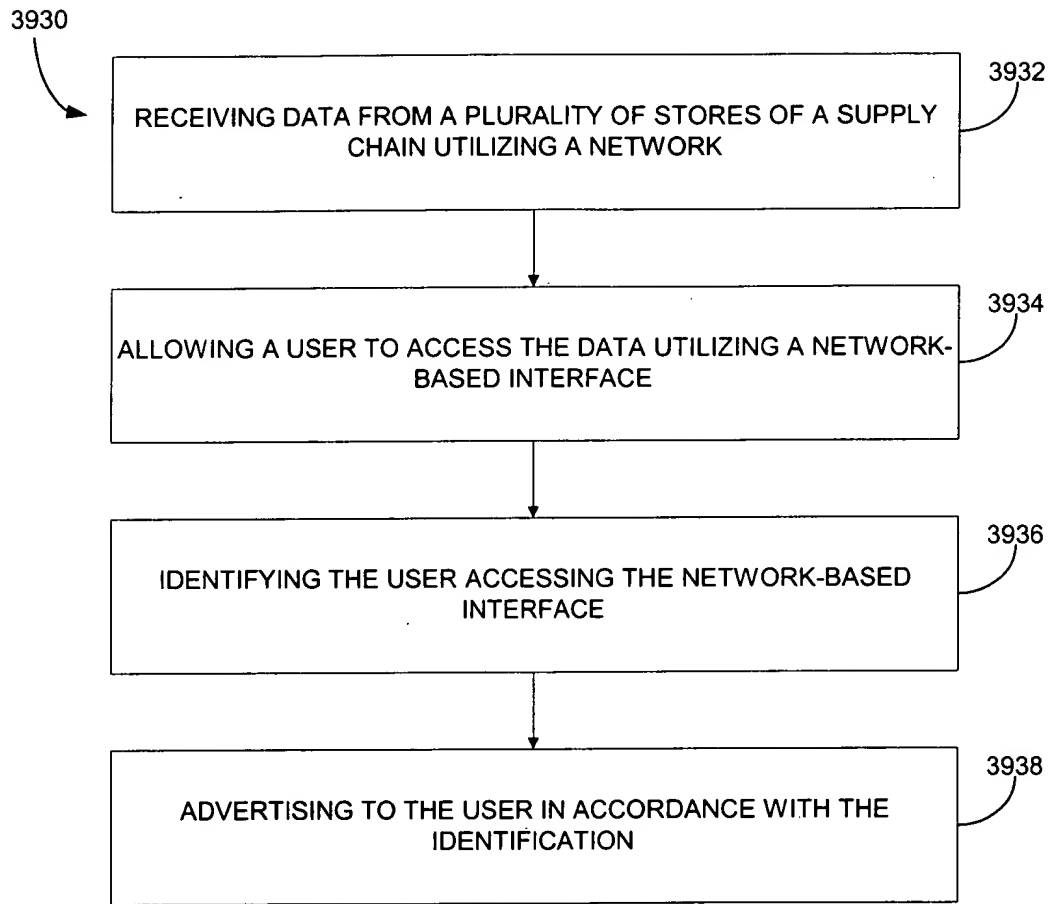 3930
3932
RECEIVING DATA FROM A PLURALITY OF STORES OF A SUPPLY
CHAIN UTILIZING A NETWORK
3934
ALLOWING A USER TO ACCESS THE DATA UTILIZING A NETWORK-
BASED INTERFACE
3936
IDENTIFYING THE USER ACCESSING THE NETWORK-BASED
INTERFACE
3938
ADVERTISING TO THE USER IN ACCORDANCE WITH THE
IDENTIFICATION